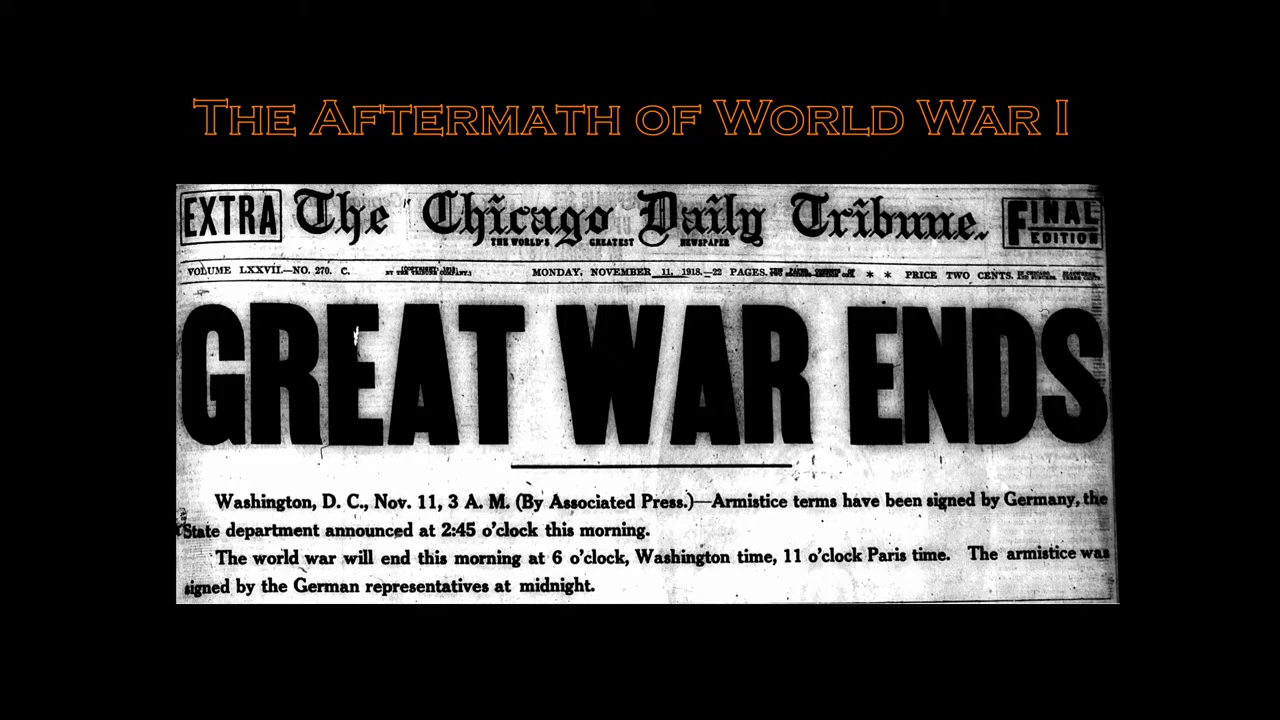 The Aftermath of World War I
EXTRA The Chicago Daily Tribune. FINAL EDITION
THE WORLD'S GREATEST NEWSPAPER
VOLUME LXXVII.—NO. 270. C. MONDAY, NOVEMBER 11, 1918.—22 PAGES. * * PRICE TWO CENTS.
GREAT WAR ENDS
Washington, D. C., Nov. 11, 3 A. M. (By Associated Press.)—Armistice terms have been signed by Germany, the
State department announced at 2:45 o'clock this morning.
The world war will end this morning at 6 o'clock, Washington time, 11 o'clock Paris time. The armistice was
signed by the German representatives at midnight.